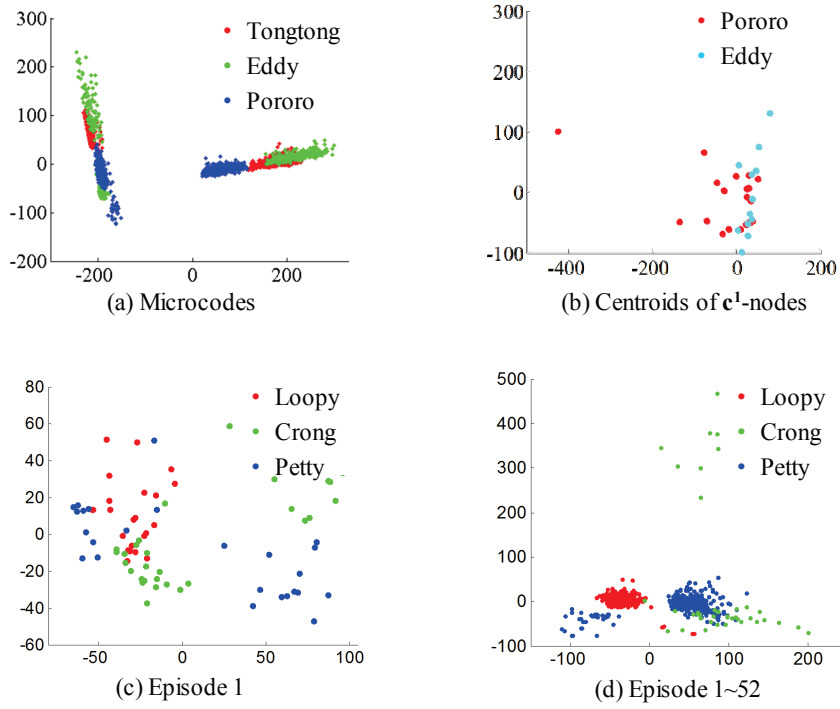 300
200
100
0
-100
-200
-200 0 200
Tongtong
Eddy
Pororo
(a) Microcodes
300
200
100
0
-100
-400 -200 0 200
Pororo
Eddy
(b) Centroids of c¹-nodes
80
60
40
20
0
-20
-40
-60
-50 0 50 100
Loopy
Crong
Petty
(c) Episode 1
500
400
300
200
100
0
-100
-100 0 100 200
Loopy
Crong
Petty
(d) Episode 1~52